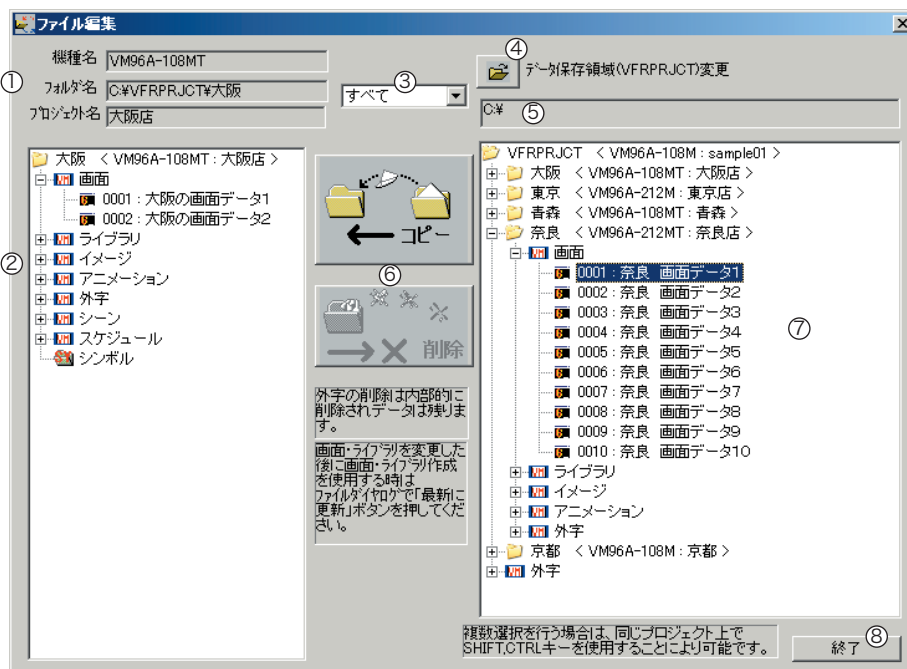 ファイル編集
機種名 VM96A-108MT
① フォルダ名 C:¥VFRPRJCT¥大阪
プロジェクト名 大阪店
③ すべて
④ データ保存領域(VFRPRJCT)変更
C:¥ ⑤
②
大阪 < VM96A-108MT : 大阪店 >
画面
0001 : 大阪の画面データ1
0002 : 大阪の画面データ2
ライブラリ
イメージ
アニメーション
外字
シーン
スケジュール
シンボル
コピー
⑥
削除
外字の削除は内部的に
削除されデータは残りま
す。
画面・ライブラリを変更した
後に画面・ライブラリ作成
を使用する時は
ファイルダイヤログで「最新に
更新」ボタンを押してくだ
さい。
VFRPRJCT < VM96A-108M : sample01 >
大阪 < VM96A-108MT : 大阪店 >
東京 < VM96A-212M : 東京店 >
青森 < VM96A-108MT : 青森 >
奈良 < VM96A-212MT : 奈良店 >
画面
0001 : 奈良 画面データ1
0002 : 奈良 画面データ2
0003 : 奈良 画面データ3
0004 : 奈良 画面データ4
0005 : 奈良 画面データ5
0006 : 奈良 画面データ6
0007 : 奈良 画面データ7
0008 : 奈良 画面データ8
0009 : 奈良 画面データ9
0010 : 奈良 画面データ10
⑦
ライブラリ
イメージ
アニメーション
外字
京都 < VM96A-108M : 京都 >
外字
複数選択を行う場合は、同じプロジェクト上で
SHIFT,CTRLキーを使用することにより可能です。
終了 ⑧